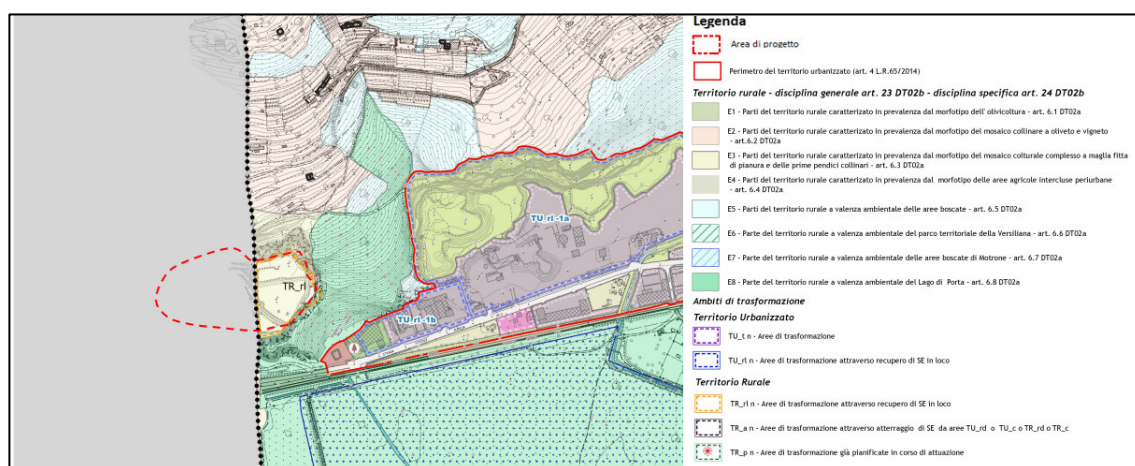 TU_rI -1a
TR_rI
TU_rI -1b
Legenda
Area di progetto
Perimetro del territorio urbanizzato (art. 4 L.R.65/2014)
Territorio rurale - disciplina generale art. 23 DT02b - disciplina specifica art. 24 DT02b
E1 - Parti del territorio rurale caratterizzato in prevalenza dal morfotipo dell' olivicoltura - art. 6.1 DT02a
E2 - Parti del territorio rurale caratterizzato in prevalenza dal morfotipo del mosaico collinare a oliveto e vigneto
- art.6.2 DT02a
E3 - Parti del territorio rurale caratterizzato in prevalenza dal morfotipo del mosaico colturale complesso a maglia fitta
di pianura e delle prime pendici collinari - art. 6.3 DT02a
E4 - Parti del territorio rurale caratterizzato in prevalenza dal morfotipo delle aree agricole intercluse periurbane
- art. 6.4 DT02a
E5 - Parti del territorio rurale a valenza ambientale delle aree boscate - art. 6.5 DT02a
E6 - Parte del territorio rurale a valenza ambientale del parco territoriale della Versiliana - art. 6.6 DT02a
E7 - Parte del territorio rurale a valenza ambientale delle aree boscate di Motrone - art. 6.7 DT02a
E8 - Parte del territorio rurale a valenza ambientale del Lago di Porta - art. 6.8 DT02a
Ambiti di trasformazione
Territorio Urbanizzato
TU_t n - Aree di trasformazione
TU_rI n - Aree di trasformazione attraverso recupero di SE in loco
Territorio Rurale
TR_rI n - Aree di trasformazione attraverso recupero di SE in loco
TR_a n - Aree di trasformazione attraverso atterraggio di SE da aree TU_rd o TU_c o TR_rd o TR_c
TR_p n - Aree di trasformazione già pianificate in corso di attuazione